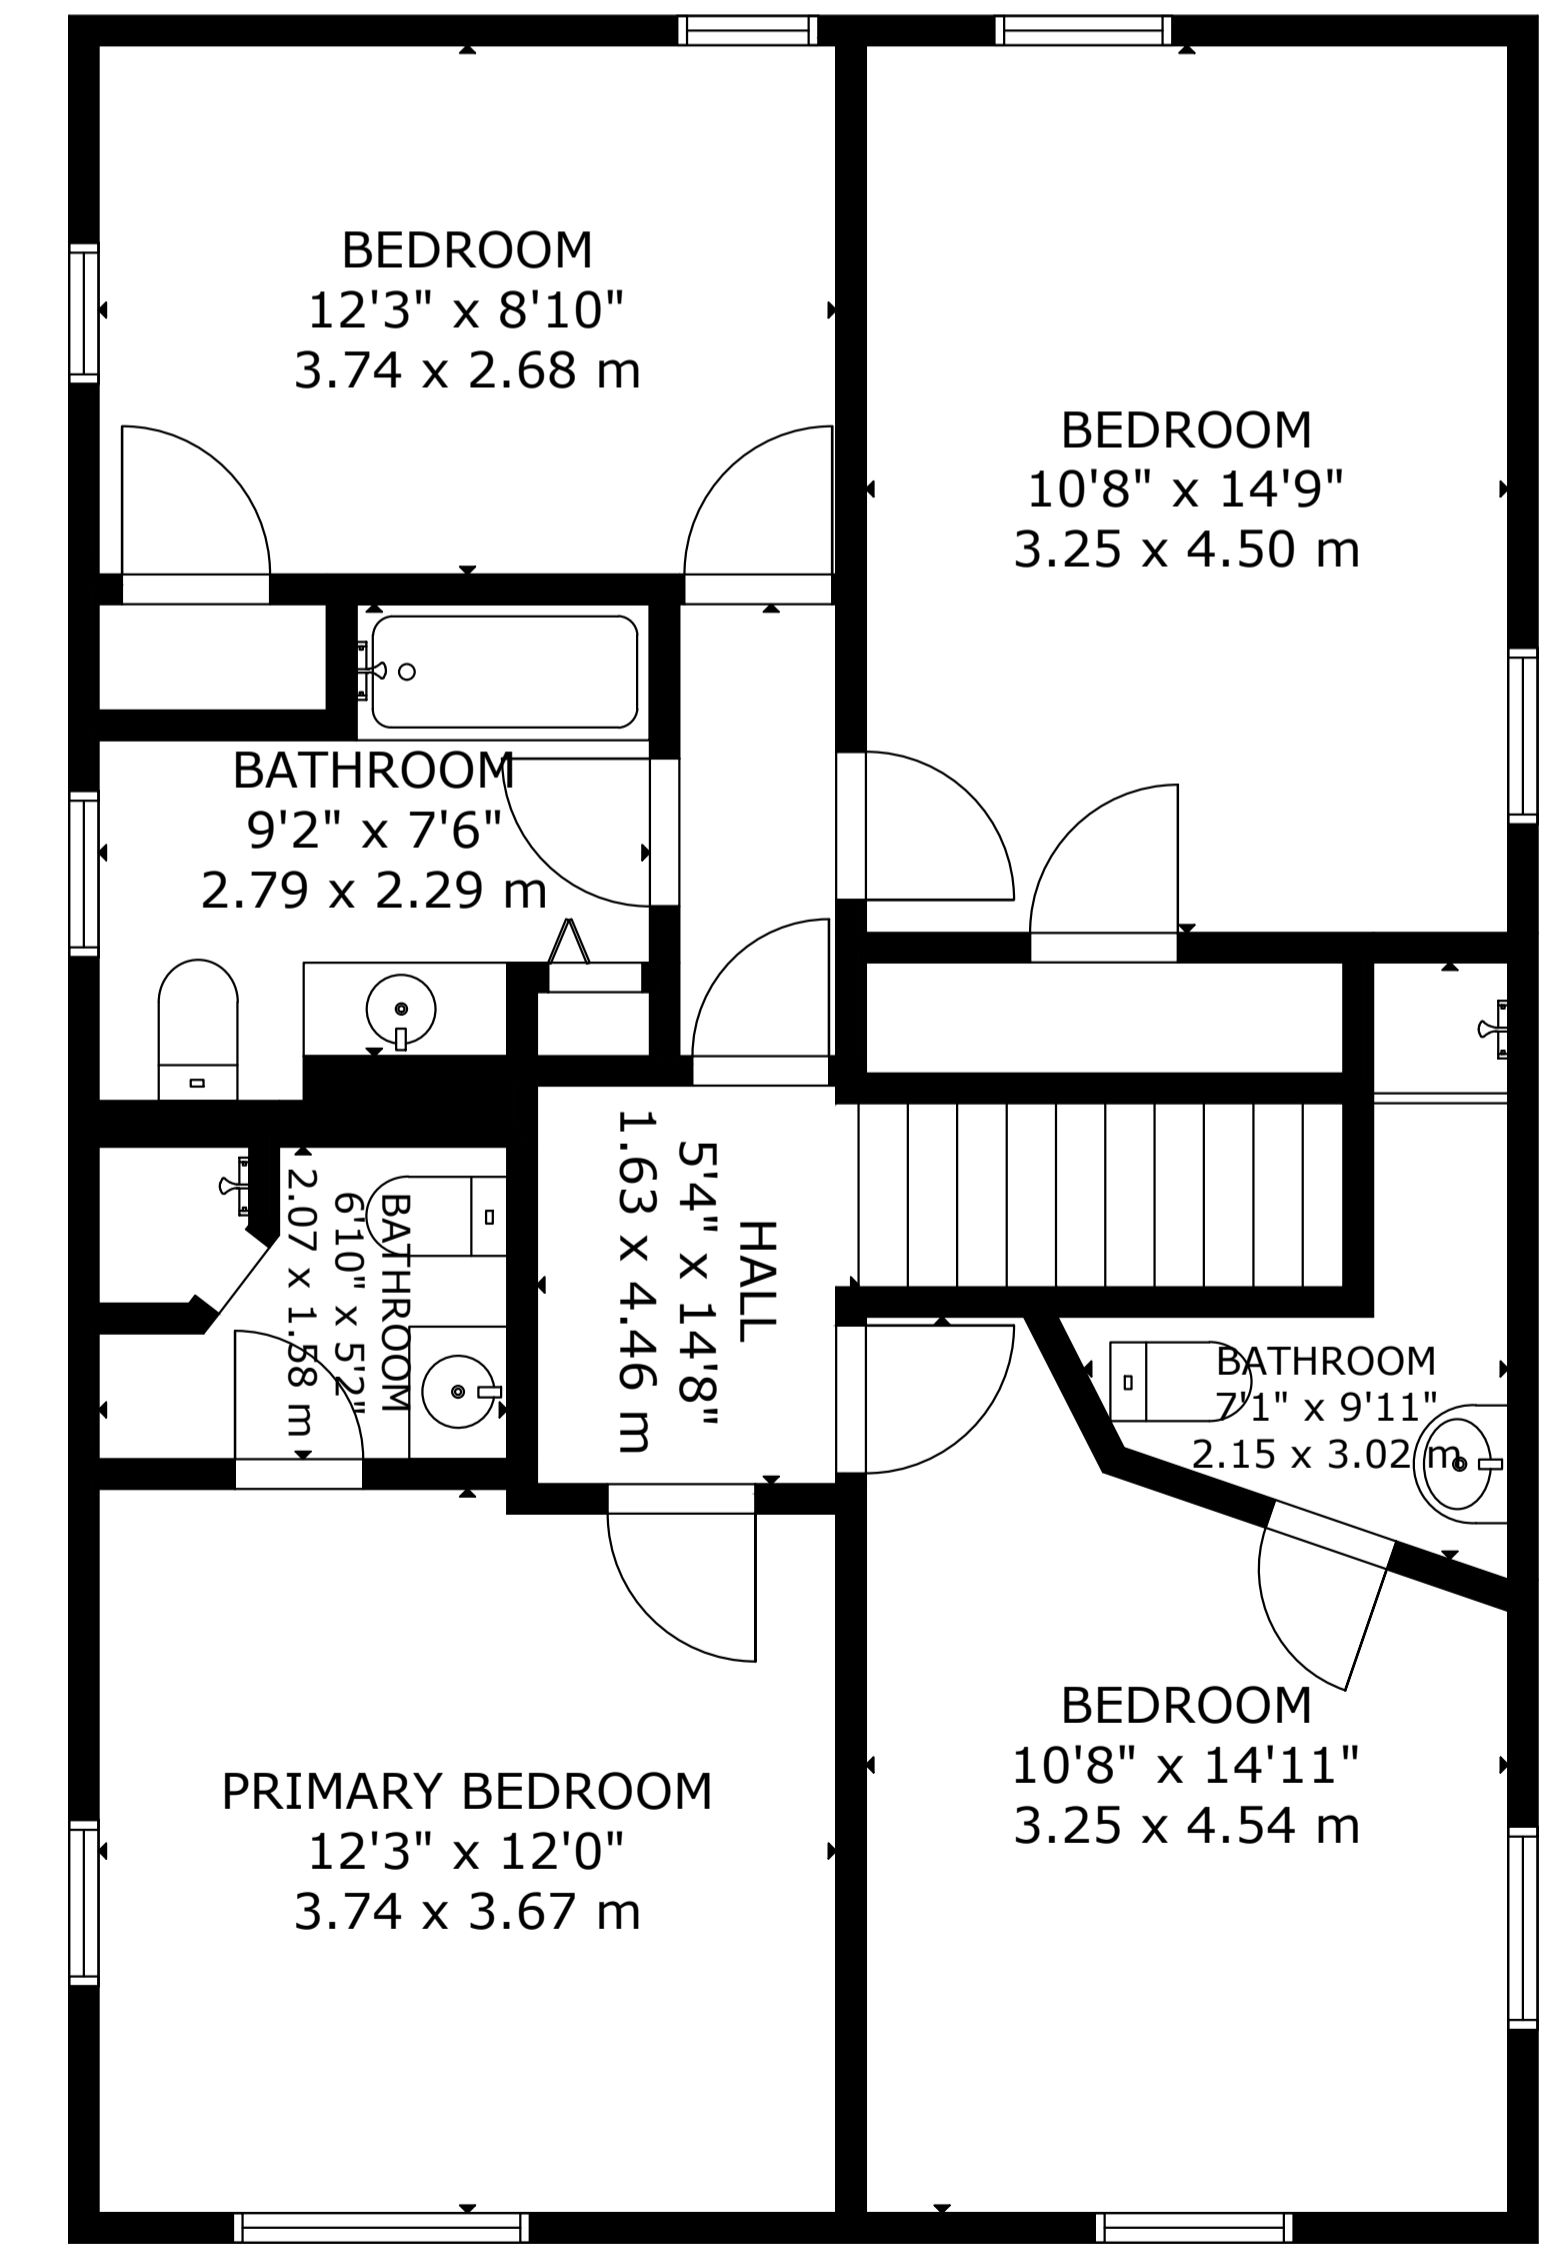 BEDROOM
12'3" x 8'10"
3.74 x 2.68 m
BEDROOM
10'8" x 14'9"
3.25 x 4.50 m
BATHROOM
9'2" x 7'6"
2.79 x 2.29 m
HALL
5'4" x 14'8"
1.63 x 4.46 m
BATHROOM
6'10" x 5'2"
2.07 x 1.58 m
BATHROOM
7'1" x 9'11"
2.15 x 3.02 m
BEDROOM
10'8" x 14'11"
3.25 x 4.54 m
PRIMARY BEDROOM
12'3" x 12'0"
3.74 x 3.67 m